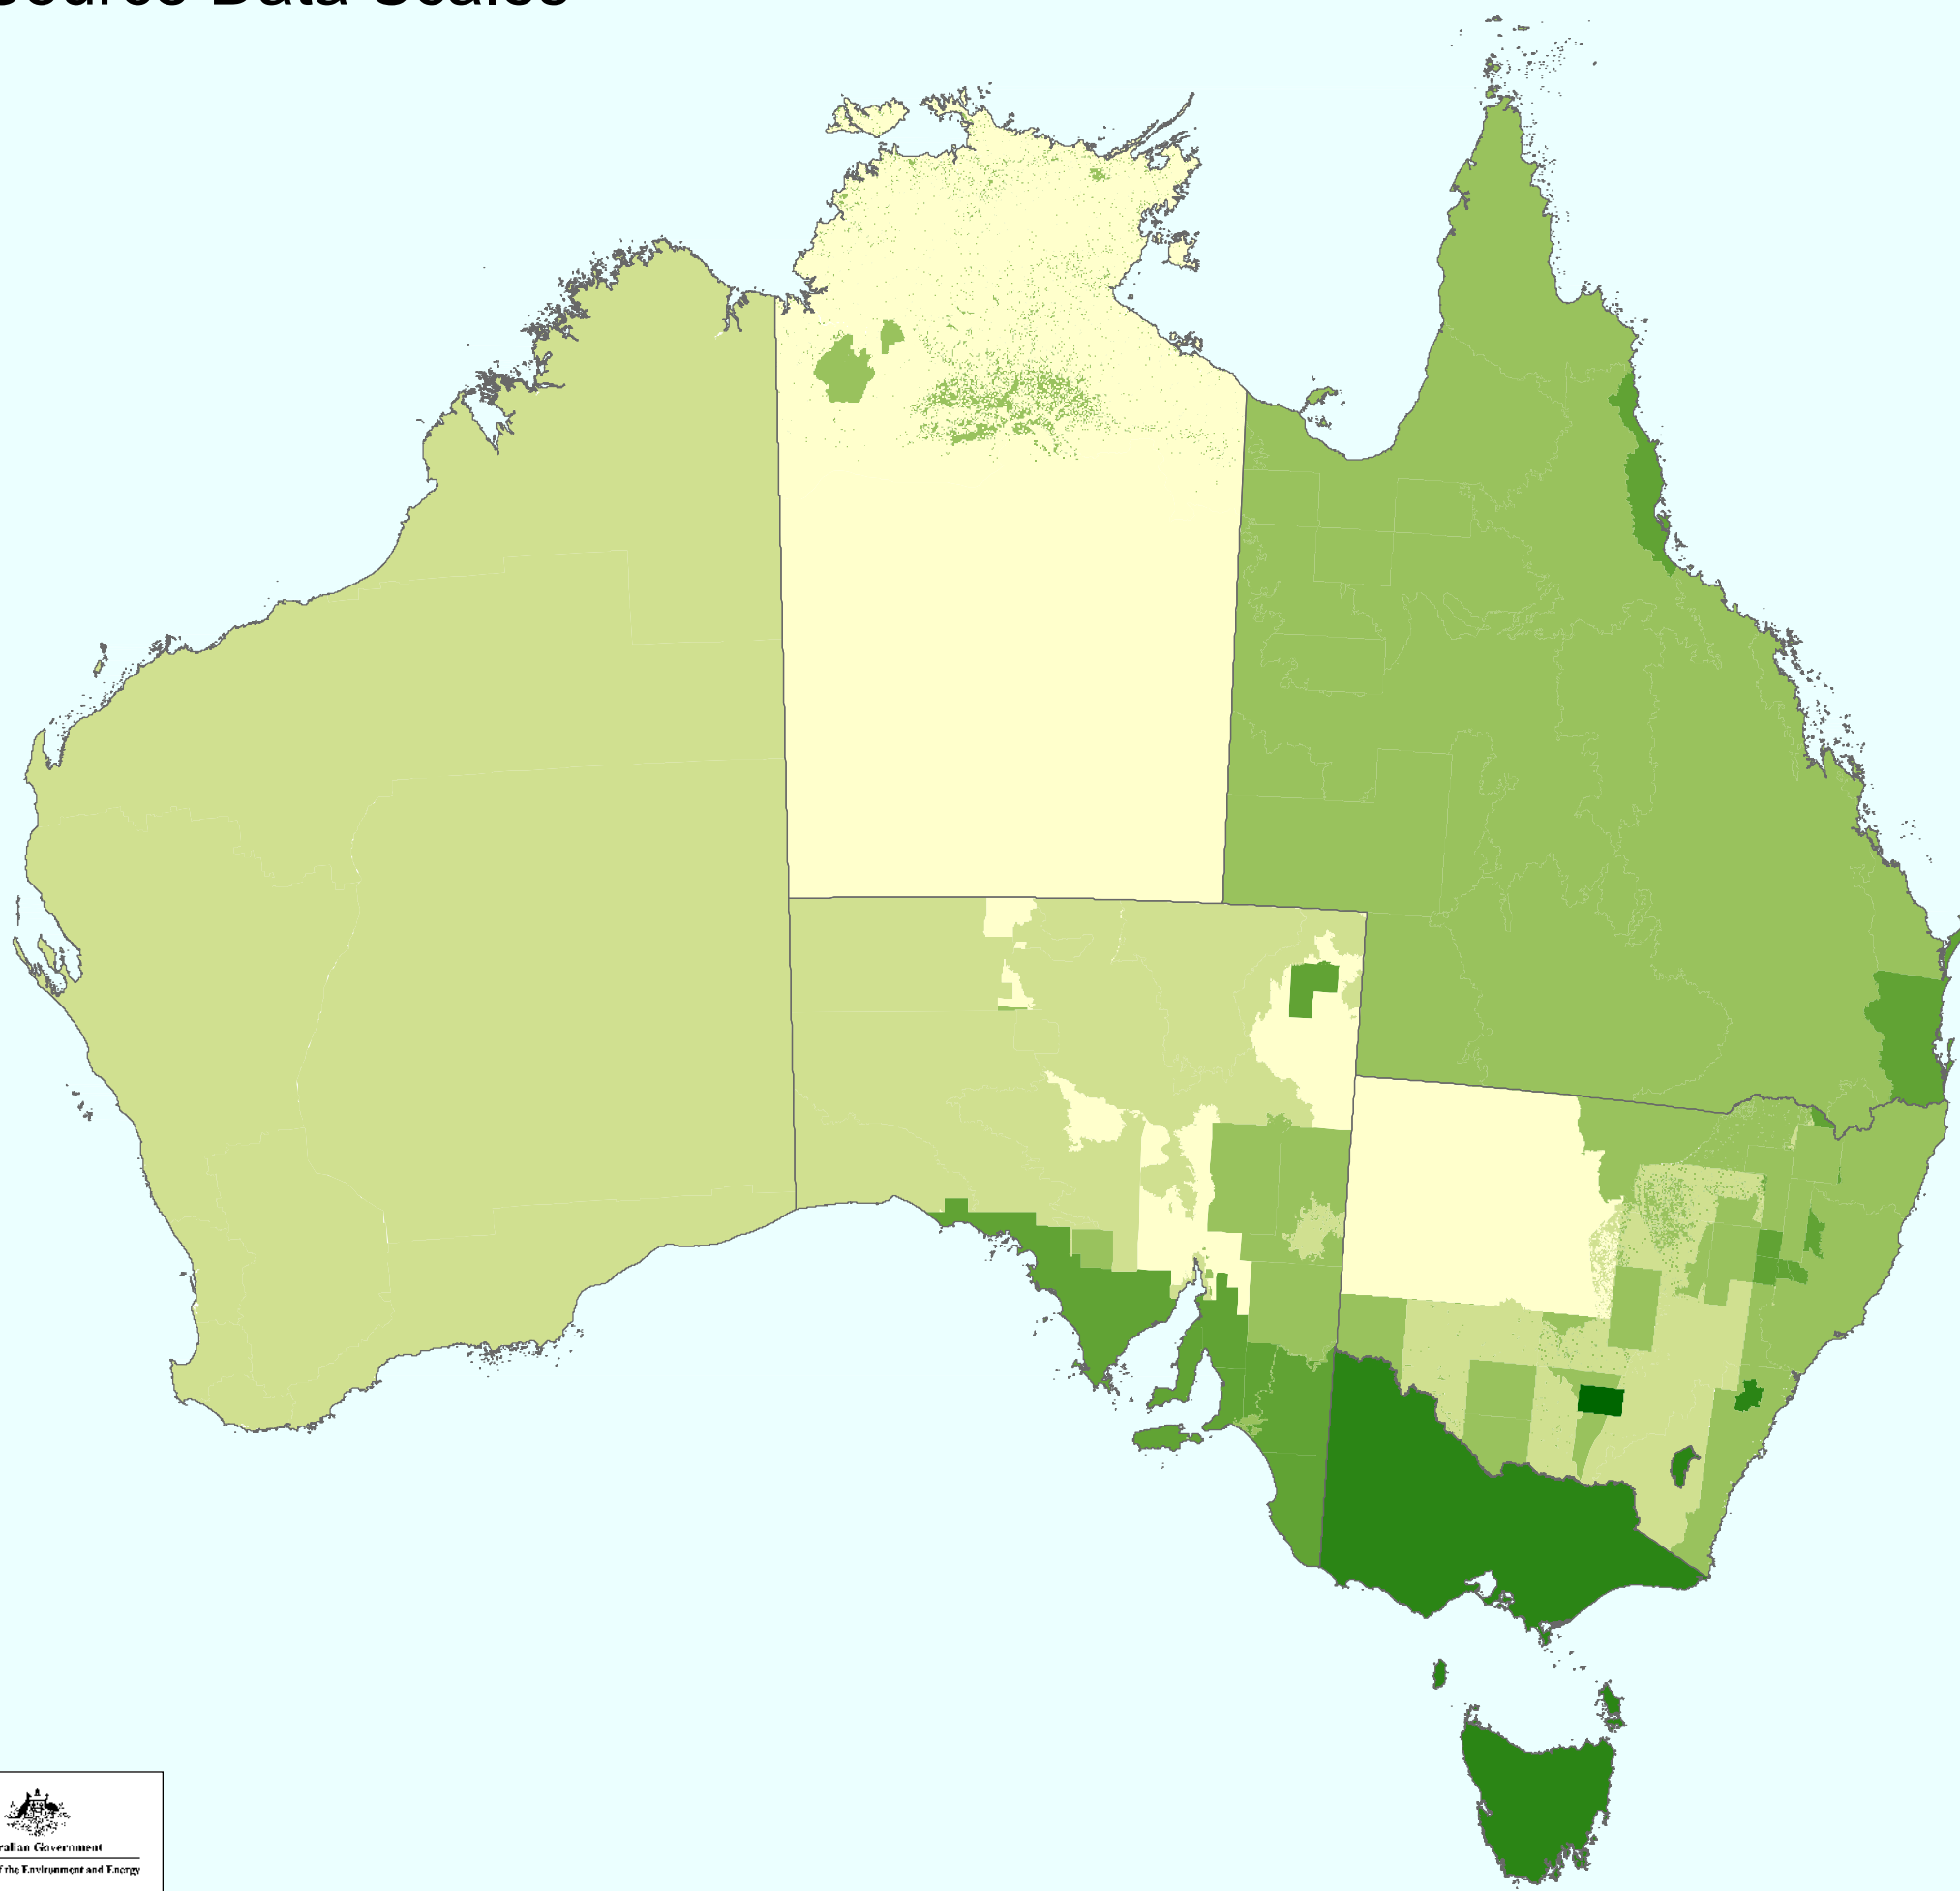 Source Data Scales
ralian Government
f the Environment and Energy